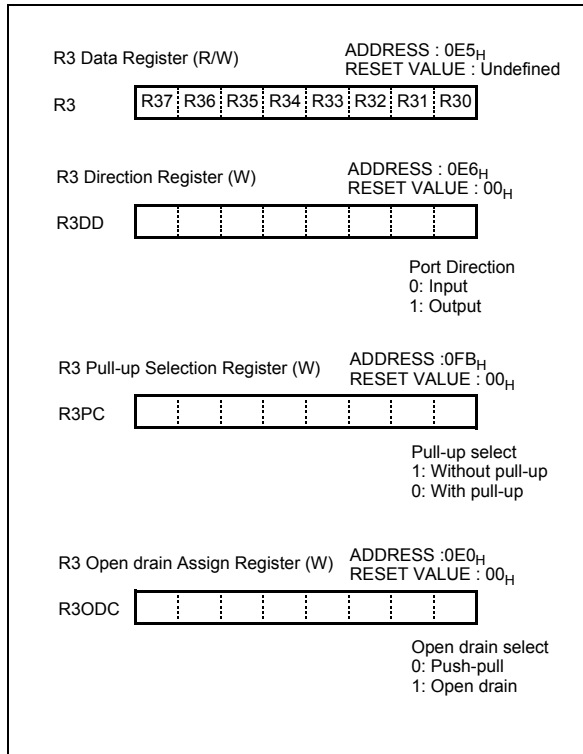 R3 Data Register (R/W)
ADDRESS : 0E5H
RESET VALUE : Undefined
R3
R37 R36 R35 R34 R33 R32 R31 R30
R3 Direction Register (W)
ADDRESS : 0E6H
RESET VALUE : 00H
R3DD
Port Direction
0: Input
1: Output
R3 Pull-up Selection Register (W)
ADDRESS :0FBH
RESET VALUE : 00H
R3PC
Pull-up select
1: Without pull-up
0: With pull-up
R3 Open drain Assign Register (W)
ADDRESS :0E0H
RESET VALUE : 00H
R3ODC
Open drain select
0: Push-pull
1: Open drain